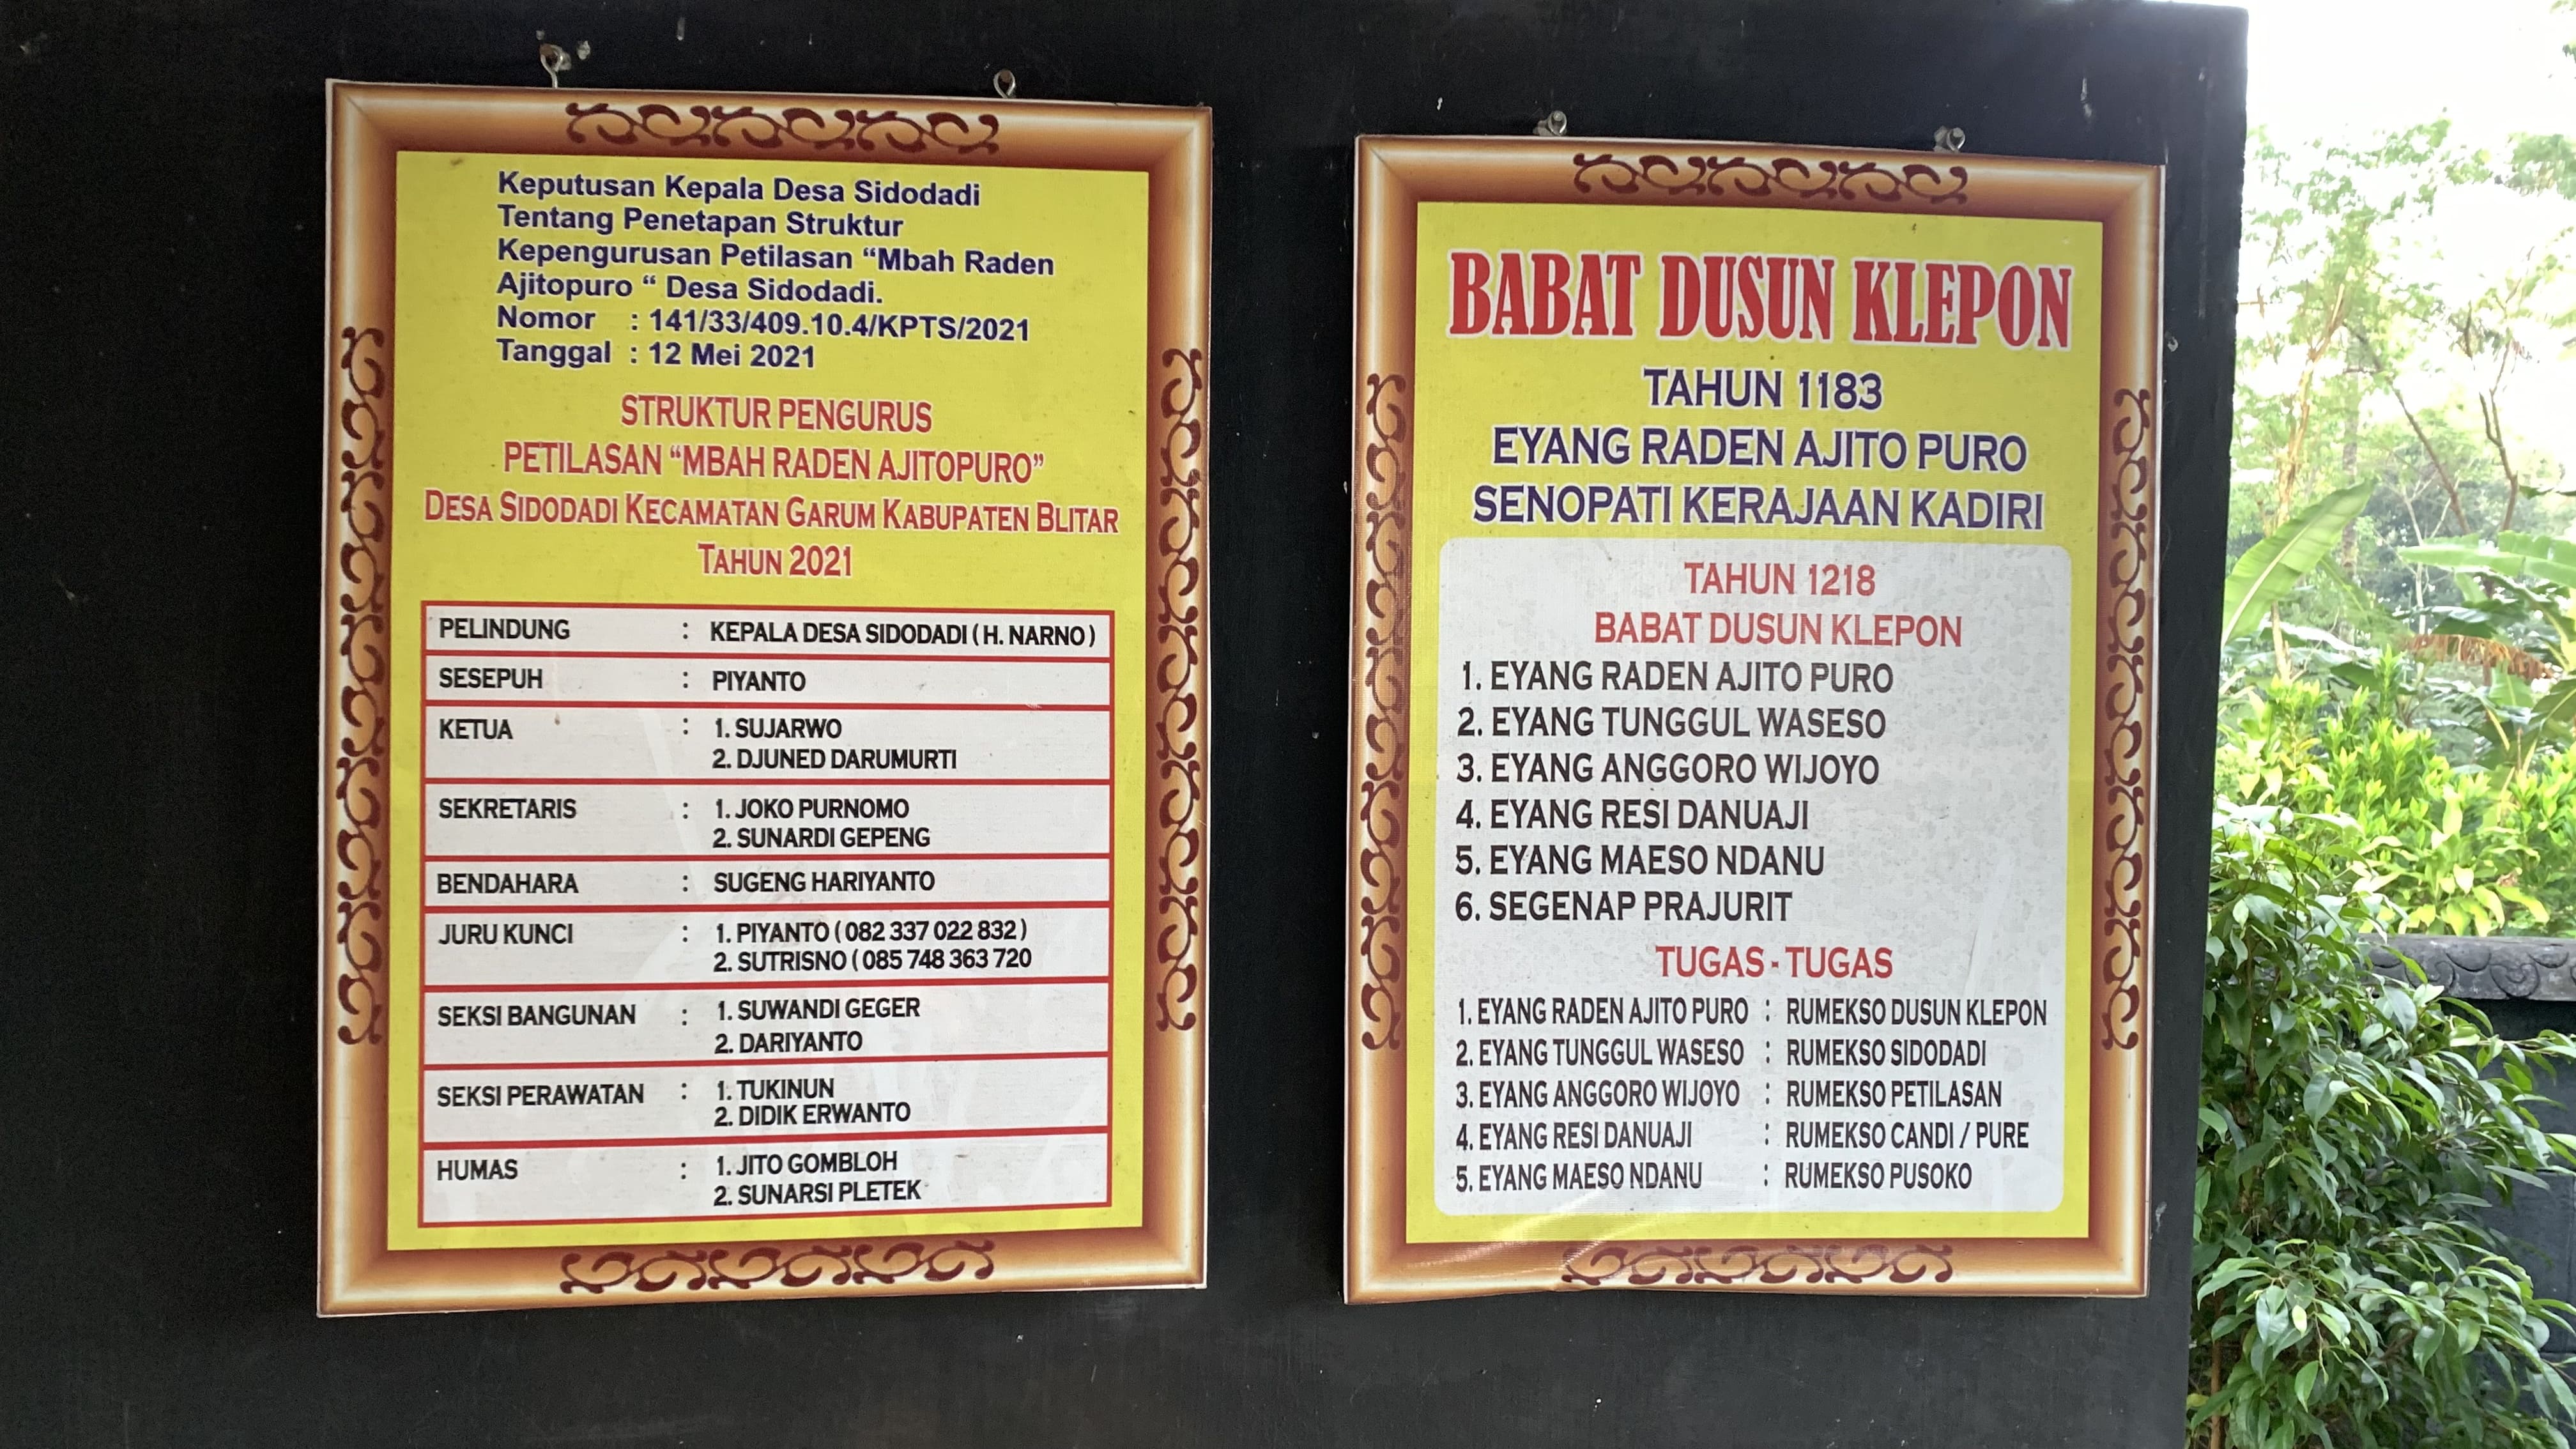 Keputusan Kepala Desa Sidodadi
Tentang Penetapan Struktur
Kepengurusan Petilasan “Mbah Raden
Ajitopuro “ Desa Sidodadi.
Nomor : 141/33/409.10.4/KPTS/2021
Tanggal : 12 Mei 2021
STRUKTUR PENGURUS
PETILASAN “MBAH RADEN AJITOPURO”
DESA SIDODADI KECAMATAN GARUM KABUPATEN BLITAR
TAHUN 2021
PELINDUNG : KEPALA DESA SIDODADI ( H. NARNO )
SESEPUH : PIYANTO
KETUA : 1. SUJARWO
2. DJUNED DARUMURTI
SEKRETARIS : 1. JOKO PURNOMO
2. SUNARDI GEPENG
BENDAHARA : SUGENG HARIYANTO
JURU KUNCI : 1. PIYANTO ( 082 337 022 832 )
2. SUTRISNO ( 085 748 363 720
SEKSI BANGUNAN : 1. SUWANDI GEGER
2. DARIYANTO
SEKSI PERAWATAN : 1. TUKINUN
2. DIDIK ERWANTO
HUMAS : 1. JITO GOMBLOH
2. SUNARSI PLETEK
BABAT DUSUN KLEPON
TAHUN 1183
EYANG RADEN AJITO PURO
SENOPATI KERAJAAN KADIRI
TAHUN 1218
BABAT DUSUN KLEPON
1. EYANG RADEN AJITO PURO
2. EYANG TUNGGUL WASESO
3. EYANG ANGGORO WIJOYO
4. EYANG RESI DANUAJI
5. EYANG MAESO NDANU
6. SEGENAP PRAJURIT
TUGAS - TUGAS
1. EYANG RADEN AJITO PURO : RUMEKSO DUSUN KLEPON
2. EYANG TUNGGUL WASESO : RUMEKSO SIDODADI
3. EYANG ANGGORO WIJOYO : RUMEKSO PETILASAN
4. EYANG RESI DANUAJI : RUMEKSO CANDI / PURE
5. EYANG MAESO NDANU : RUMEKSO PUSOKO